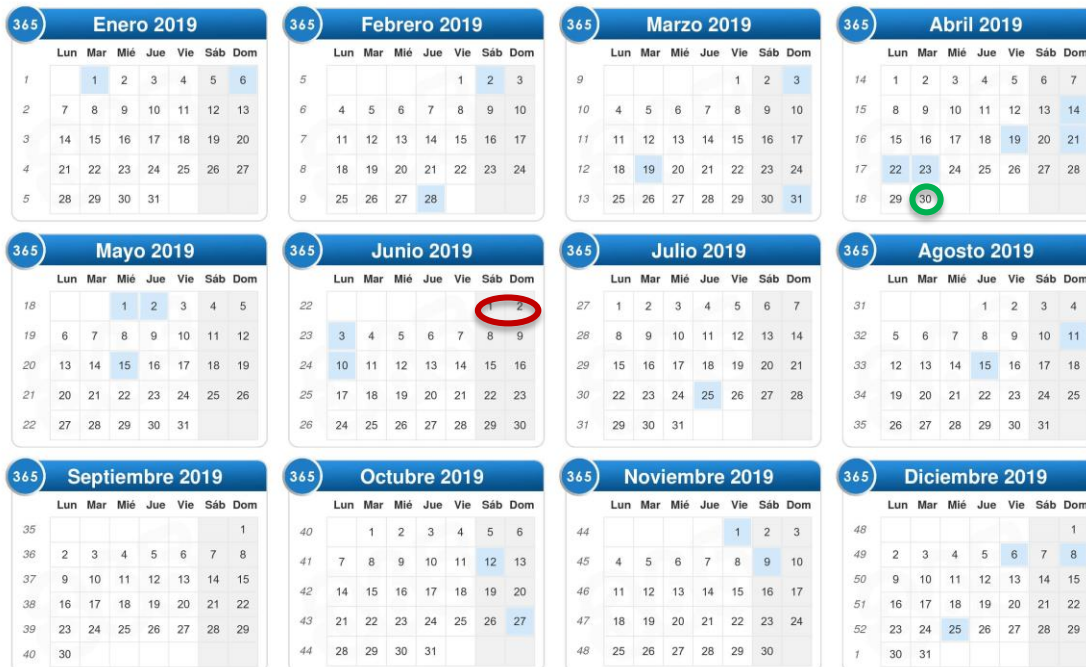 365 Enero 2019
Lun Mar Mié Jue Vie Sáb Dom
1 1 2 3 4 5 6
2 7 8 9 10 11 12 13
3 14 15 16 17 18 19 20
4 21 22 23 24 25 26 27
5 28 29 30 31
365 Febrero 2019
Lun Mar Mié Jue Vie Sáb Dom
5 1 2 3
6 4 5 6 7 8 9 10
7 11 12 13 14 15 16 17
8 18 19 20 21 22 23 24
9 25 26 27 28
365 Marzo 2019
Lun Mar Mié Jue Vie Sáb Dom
9 1 2 3
10 4 5 6 7 8 9 10
11 11 12 13 14 15 16 17
12 18 19 20 21 22 23 24
13 25 26 27 28 29 30 31
365 Abril 2019
Lun Mar Mié Jue Vie Sáb Dom
14 1 2 3 4 5 6 7
15 8 9 10 11 12 13 14
16 15 16 17 18 19 20 21
17 22 23 24 25 26 27 28
18 29 30
365 Mayo 2019
Lun Mar Mié Jue Vie Sáb Dom
18 1 2 3 4 5
19 6 7 8 9 10 11 12
20 13 14 15 16 17 18 19
21 20 21 22 23 24 25 26
22 27 28 29 30 31
365 Junio 2019
Lun Mar Mié Jue Vie Sáb Dom
22 1 2
23 3 4 5 6 7 8 9
24 10 11 12 13 14 15 16
25 17 18 19 20 21 22 23
26 24 25 26 27 28 29 30
365 Julio 2019
Lun Mar Mié Jue Vie Sáb Dom
27 1 2 3 4 5 6 7
28 8 9 10 11 12 13 14
29 15 16 17 18 19 20 21
30 22 23 24 25 26 27 28
31 29 30 31
365 Agosto 2019
Lun Mar Mié Jue Vie Sáb Dom
31 1 2 3 4
32 5 6 7 8 9 10 11
33 12 13 14 15 16 17 18
34 19 20 21 22 23 24 25
35 26 27 28 29 30 31
365 Septiembre 2019
Lun Mar Mié Jue Vie Sáb Dom
35 1
36 2 3 4 5 6 7 8
37 9 10 11 12 13 14 15
38 16 17 18 19 20 21 22
39 23 24 25 26 27 28 29
40 30
365 Octubre 2019
Lun Mar Mié Jue Vie Sáb Dom
40 1 2 3 4 5 6
41 7 8 9 10 11 12 13
42 14 15 16 17 18 19 20
43 21 22 23 24 25 26 27
44 28 29 30 31
365 Noviembre 2019
Lun Mar Mié Jue Vie Sáb Dom
44 1 2 3
45 4 5 6 7 8 9 10
46 11 12 13 14 15 16 17
47 18 19 20 21 22 23 24
48 25 26 27 28 29 30
365 Diciembre 2019
Lun Mar Mié Jue Vie Sáb Dom
48 1
49 2 3 4 5 6 7 8
50 9 10 11 12 13 14 15
51 16 17 18 19 20 21 22
52 23 24 25 26 27 28 29
1 30 31